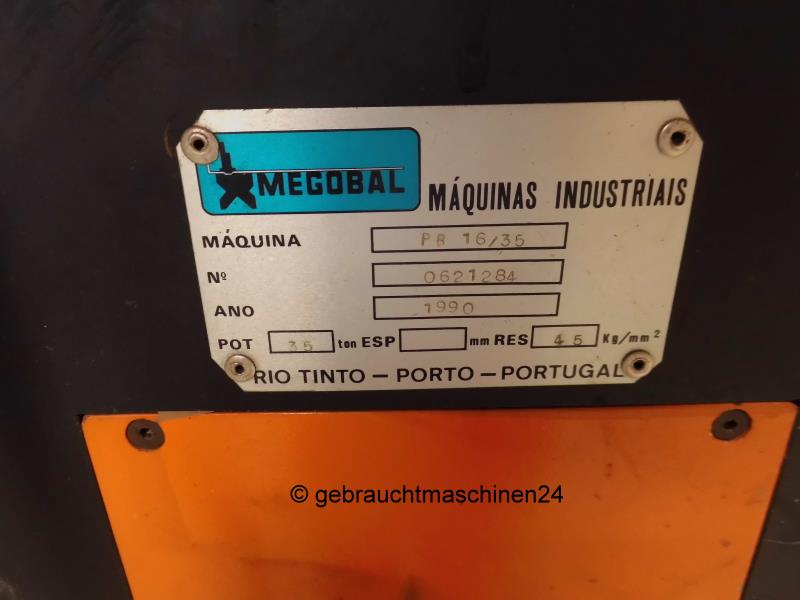 MEGOBAL MÁQUINAS INDUSTRIAIS
MÁQUINA PB 16/35
Nº 0621284
ANO 1990
POT 35 ton ESP mm RES 45 Kg/mm²
RIO TINTO – PORTO – PORTUGAL
© gebrauchtmaschinen24